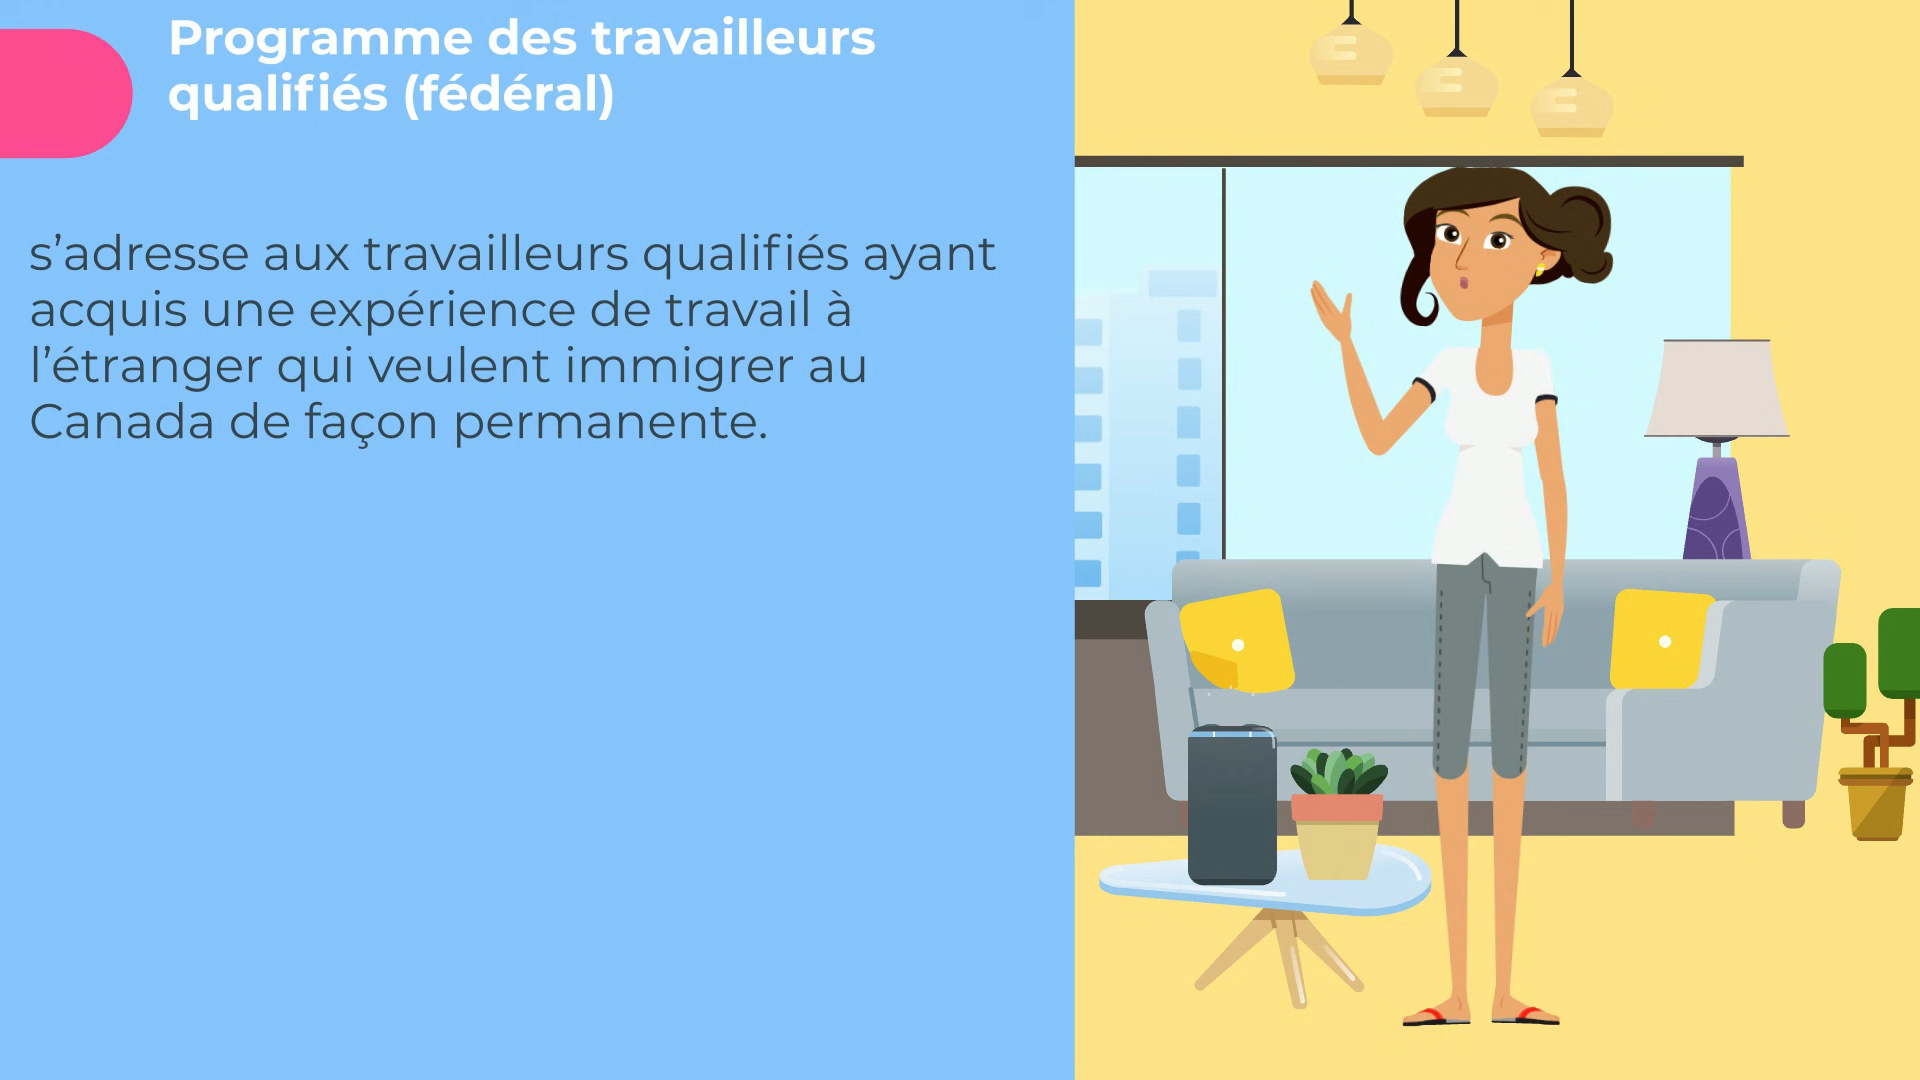 Programme des travailleurs
qualifiés (fédéral)
s’adresse aux travailleurs qualifiés ayant
acquis une expérience de travail à
l’étranger qui veulent immigrer au
Canada de façon permanente.